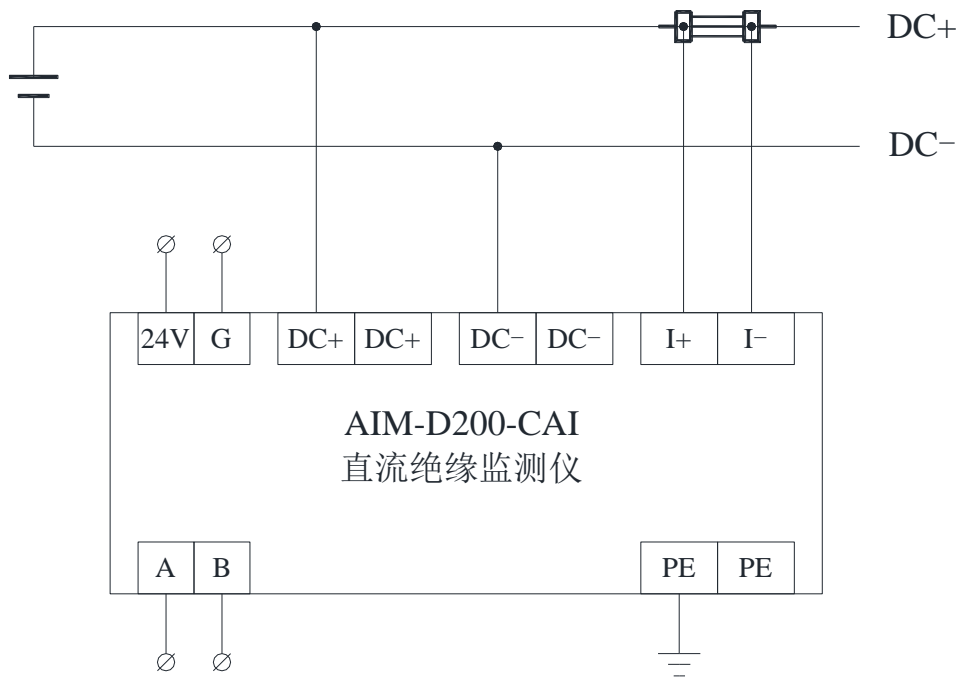 DC+
DC-
24V G DC+ DC+ DC- DC- I+ I-
AIM-D200-CAI
直流绝缘监测仪
A B PE PE